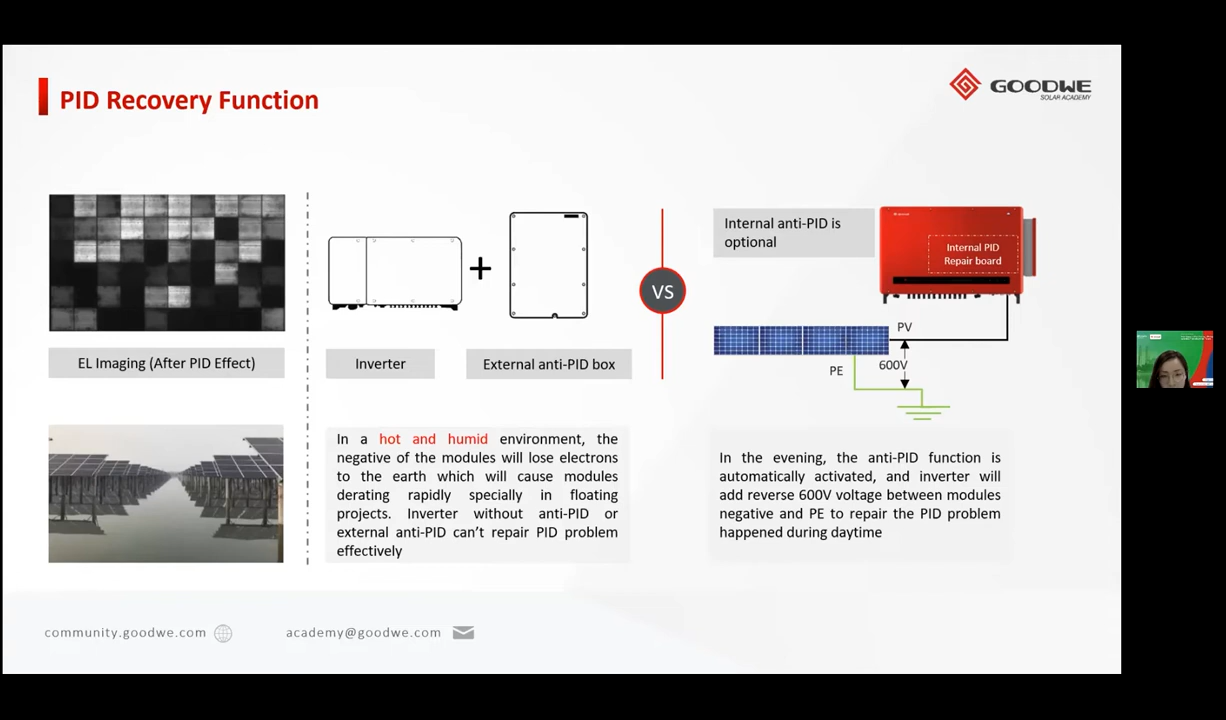 PID Recovery Function
GOODWE
SOLAR ACADEMY
EL Imaging (After PID Effect)
Inverter
External anti-PID box
In a hot and humid environment, the
negative of the modules will lose electrons
to the earth which will cause modules
derating rapidly specially in floating
projects. Inverter without anti-PID or
external anti-PID can't repair PID problem
effectively
VS
Internal anti-PID is
optional
Internal PID
Repair board
PV
600V
PE
In the evening, the anti-PID function is
automatically activated, and inverter will
add reverse 600V voltage between modules
negative and PE to repair the PID problem
happened during daytime
community.goodwe.com
academy@goodwe.com